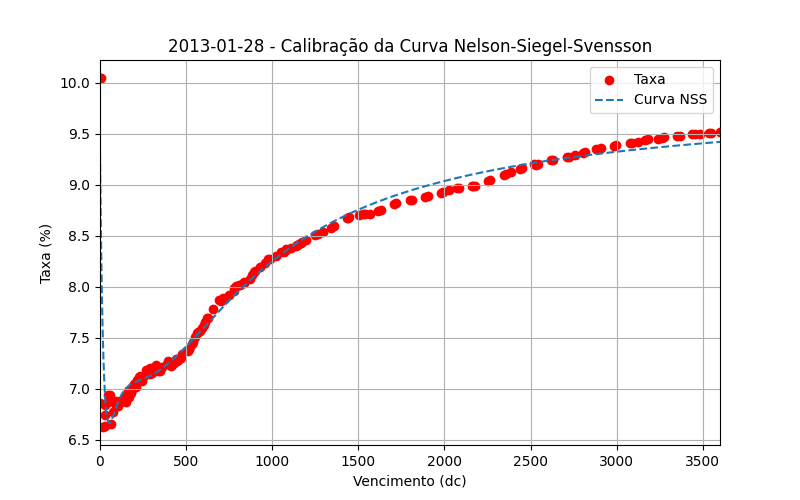 2013-01-28 - Calibração da Curva Nelson-Siegel-Svensson
Taxa
Curva NSS
Taxa (%)
10.0
9.5
9.0
8.5
8.0
7.5
7.0
6.5
0 500 1000 1500 2000 2500 3000 3500
Vencimento (dc)